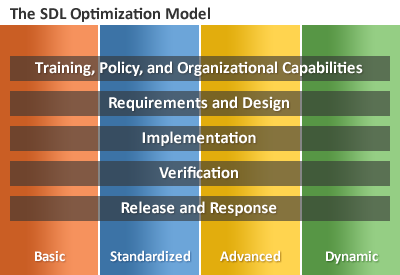 The SDL Optimization Model
Training, Policy, and Organizational Capabilities
Requirements and Design
Implementation
Verification
Release and Response
Basic Standardized Advanced Dynamic